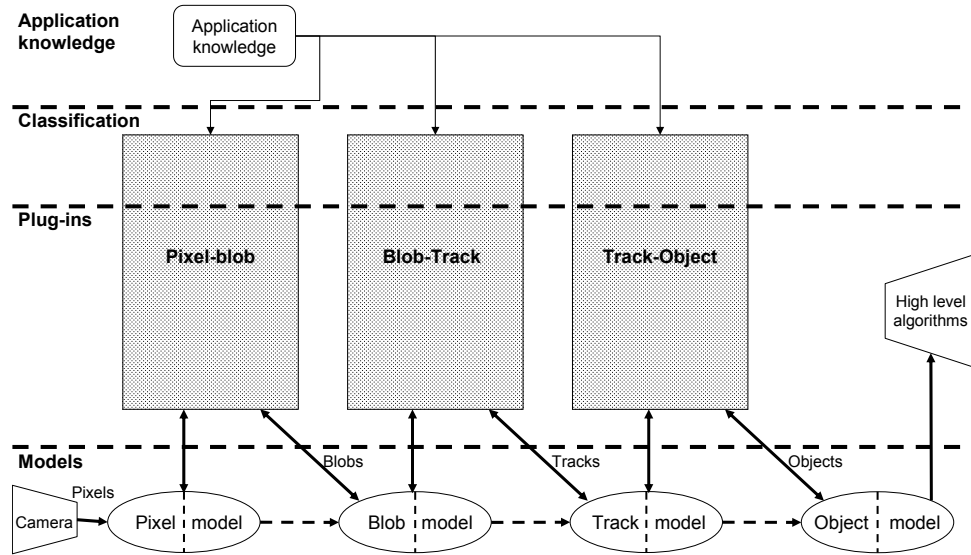 Application
knowledge
Application
knowledge
Classification
Plug-ins
Pixel-blob
Blob-Track
Track-Object
High level
algorithms
Models
Blobs
Tracks
Objects
Pixels
Camera
Pixel model
Blob model
Track model
Object model